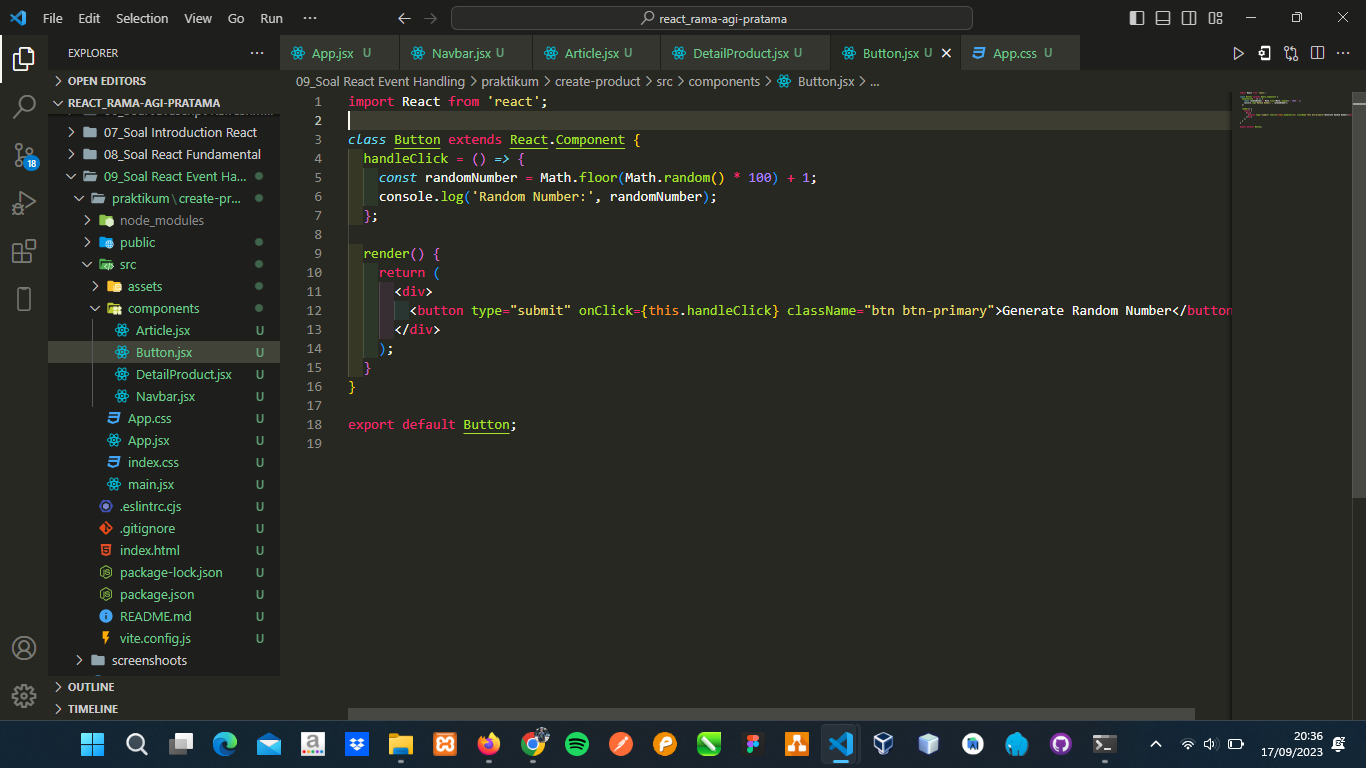 File Edit Selection View Go Run ··· react_rama-agi-pratama
EXPLORER ···
App.jsx U Navbar.jsx U Article.jsx U DetailProduct.jsx U Button.jsx U App.css U
09_Soal React Event Handling > praktikum > create-product > src > components > Button.jsx > ...
OPEN EDITORS
REACT_RAMA-AGI-PRATAMA
07_Soal Introduction React
08_Soal React Fundamental
09_Soal React Event Ha...
praktikum\create-pr...
node_modules
public
src
assets
components
Article.jsx U
Button.jsx U
DetailProduct.jsx U
Navbar.jsx U
App.css U
App.jsx U
index.css U
main.jsx U
.eslintrc.cjs U
.gitignore U
index.html U
package-lock.json U
package.json U
README.md U
vite.config.js U
screenshoots
OUTLINE
TIMELINE
18
1 import React from 'react';
2
3 class Button extends React.Component {
4 handleClick = () => {
5 const randomNumber = Math.floor(Math.random() * 100) + 1;
6 console.log('Random Number:', randomNumber);
7 };
8
9 render() {
10 return (
11 <div>
12 <button type="submit" onClick={this.handleClick} className="btn btn-primary">Generate Random Number</button
13 </div>
14 );
15 }
16 }
17
18 export default Button;
19
20:36
17/09/2023